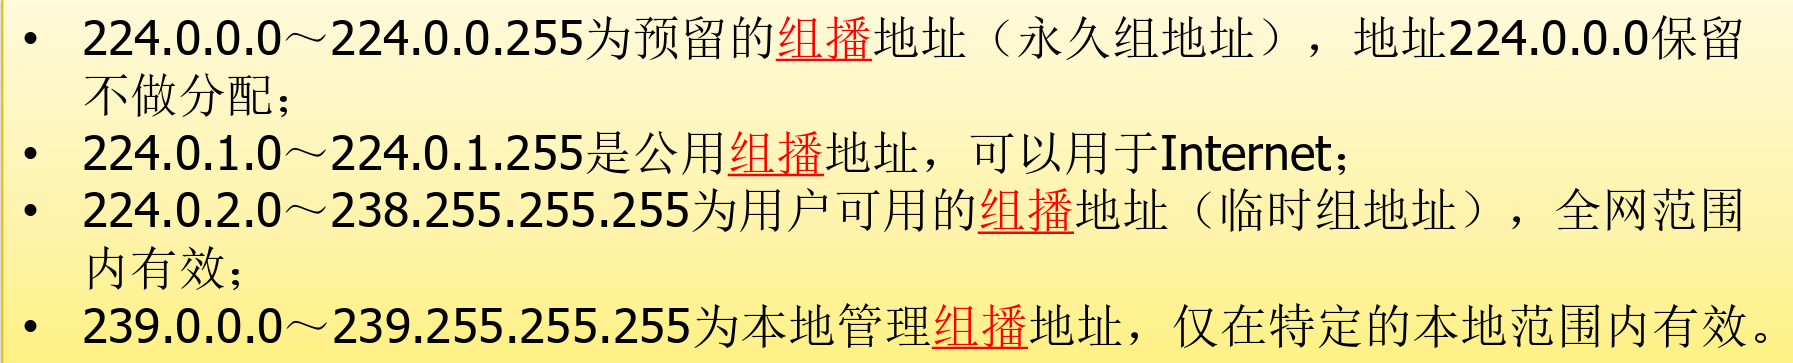 • 224.0.0.0～224.0.0.255为预留的组播地址（永久组地址），地址224.0.0.0保留
不做分配；
• 224.0.1.0～224.0.1.255是公用组播地址，可以用于Internet；
• 224.0.2.0～238.255.255.255为用户可用的组播地址（临时组地址），全网范围
内有效；
• 239.0.0.0～239.255.255.255为本地管理组播地址，仅在特定的本地范围内有效。